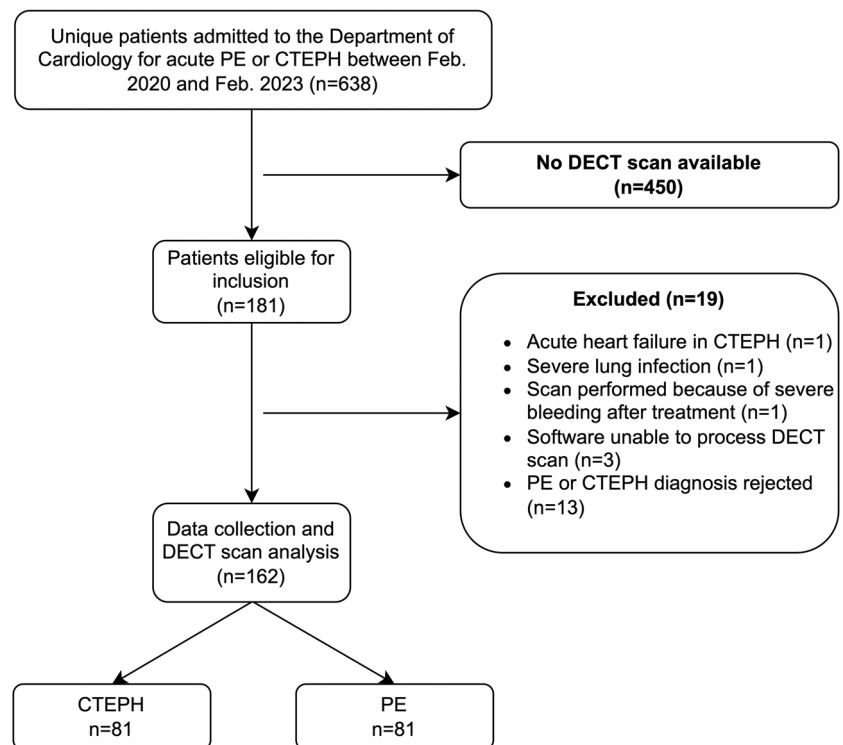 Unique patients admitted to the Department of
Cardiology for acute PE or CTEPH between Feb.
2020 and Feb. 2023 (n=638)
No DECT scan available
(n=450)
Patients eligible for
inclusion
(n=181)
Excluded (n=19)
• Acute heart failure in CTEPH (n=1)
• Severe lung infection (n=1)
• Scan performed because of severe
bleeding after treatment (n=1)
• Software unable to process DECT
scan (n=3)
• PE or CTEPH diagnosis rejected
(n=13)
Data collection and
DECT scan analysis
(n=162)
CTEPH
n=81
PE
n=81